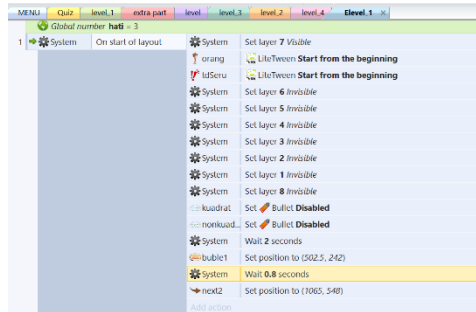 MENU Quiz level_1 extra part level level_3 level_2 level_4 Elevel_1 ×
Global number hati = 3
1 System On start of layout System Set layer 7 Visible
orang LiteTween Start from the beginning
tdSeru LiteTween Start from the beginning
System Set layer 6 Invisible
System Set layer 5 Invisible
System Set layer 4 Invisible
System Set layer 3 Invisible
System Set layer 2 Invisible
System Set layer 1 Invisible
System Set layer 8 Invisible
kuadrat Set Bullet Disabled
nonkuad... Set Bullet Disabled
System Wait 2 seconds
buble1 Set position to (502.5, 242)
System Wait 0.8 seconds
next2 Set position to (1065, 548)
Add action